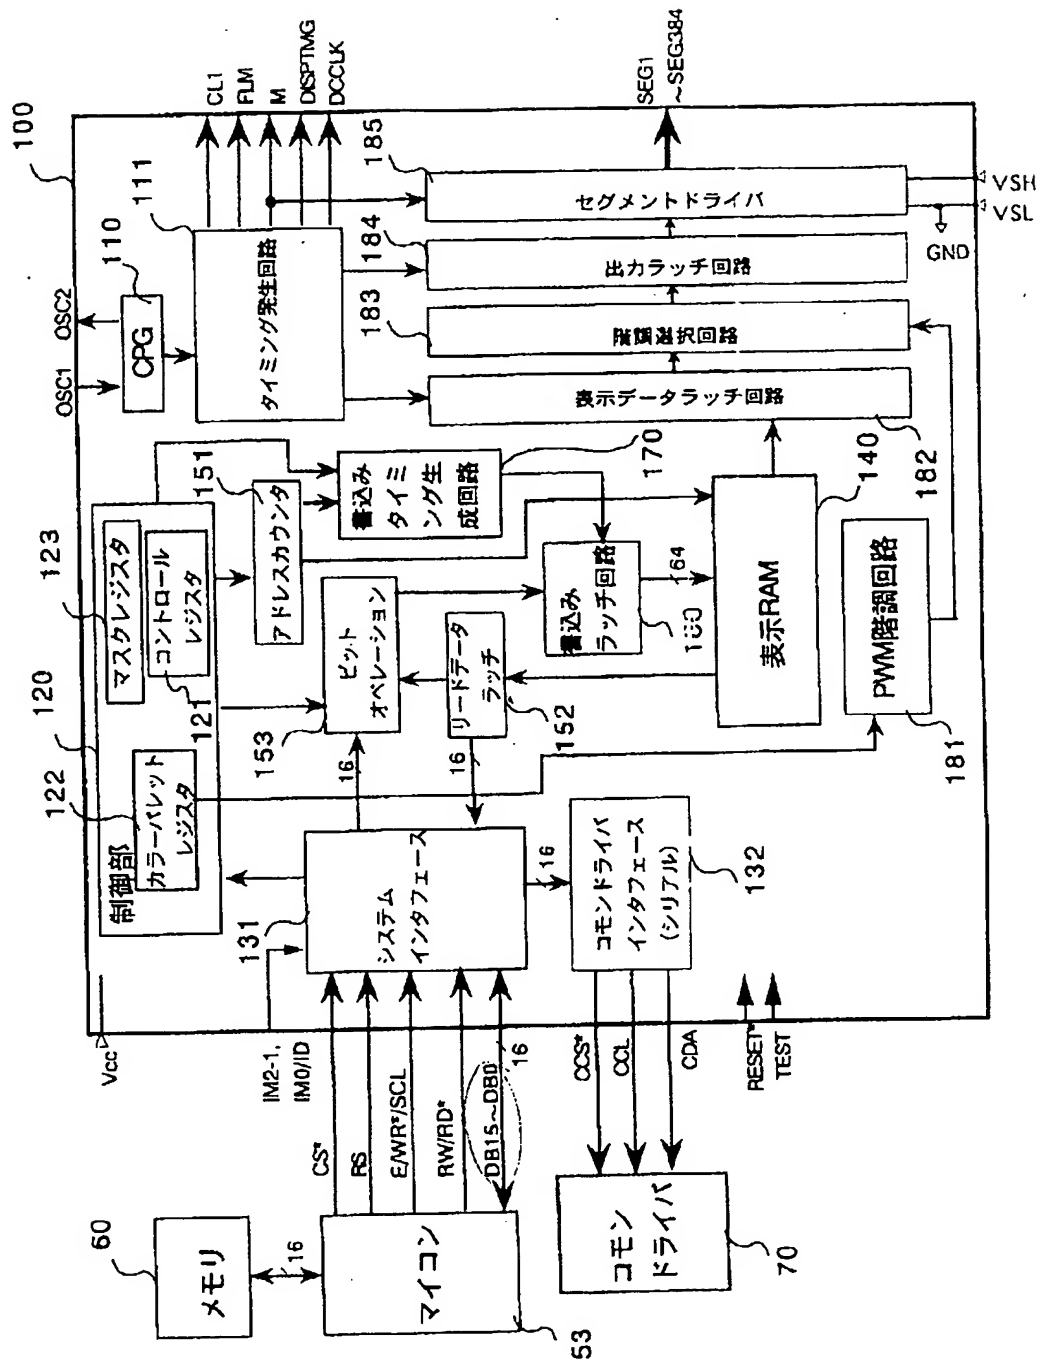 100
OSC1
OSC2
110
CPG
111
タイミング発生回路
CL1
FLM
M
DISPTMG
DCCLK
185
セグメントドライバ
SEG1
~SEG384
VSH
VSL
GND
184
出力ラッチ回路
183
階調選択回路
表示データラッチ回路
182
120
制御部
123
マスクレジスタ
コントロール
レジスタ
121
122
カラーパレット
レジスタ
151
アドレスカウンタ
書込み
タイミ
ング生
成回路
170
ビット
オペレーション
153
16
リードデータ
ラッチ
152
16
書込み
ラッチ回路
64
表示RAM
140
PWM階調回路
181
Vcc
IM2-1,
IM0/ID
131
システム
インタフェース
16
コモンドライバ
インタフェース
(シリアル)
132
CS*
RS
E/WR*/SCL
RW/RD*
DB15~DB0
16
CCS*
CCL
CDA
RESET*
TEST
60
メモリ
16
マイコン
53
コモン
ドライバ
70